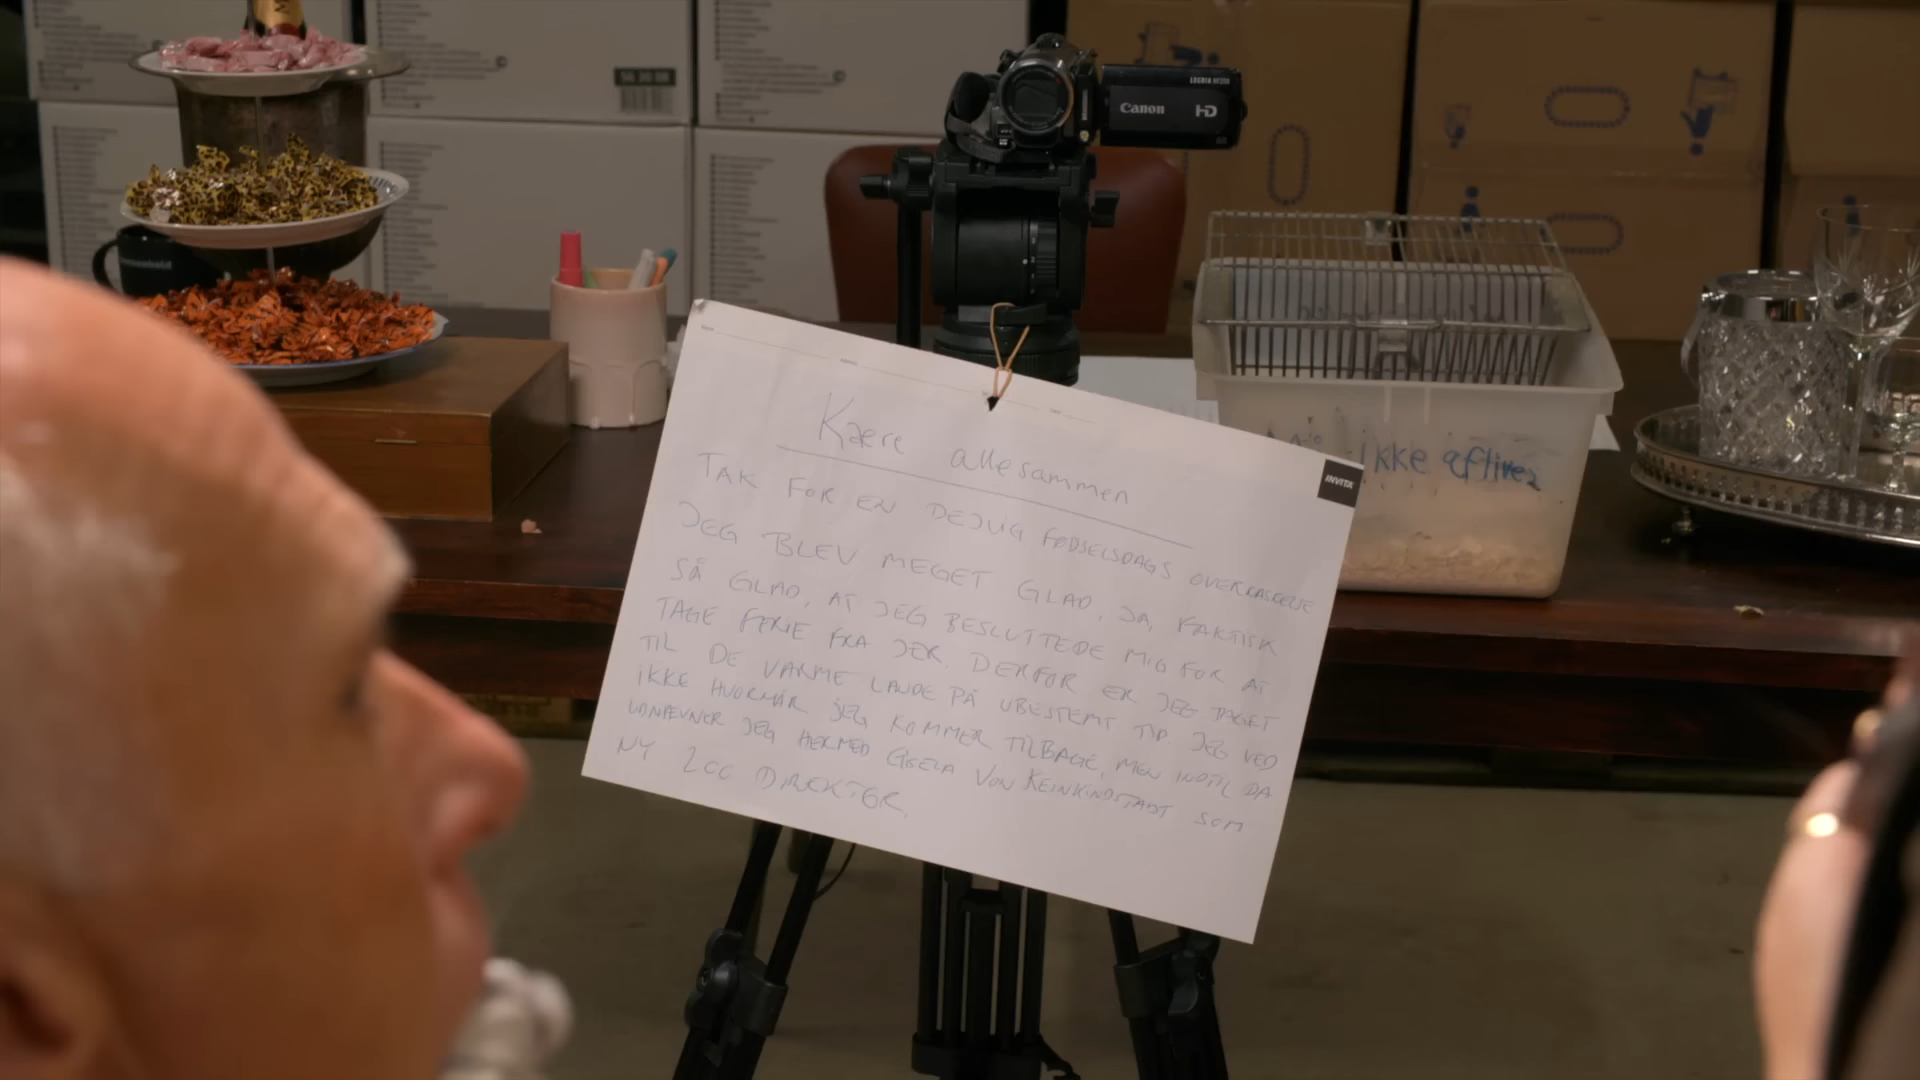 Canon HD
Kære allesammen
INVITA
TAK FOR EN DEJLIG FØDSELSDAGS OVERRASKELSE
JEG BLEV MEGET GLAD, JA, FAKTISK
SÅ GLAD, AT JEG BESLUTTEDE MIG FOR AT
TAGE FERIE FRA JER. DERFOR ER JEG TAGET
TIL DE VARME LANDE PÅ UBESTEMT TID. JEG VED
IKKE HVORNÅR JEG KOMMER TILBAGE, MEN INDTIL DA
UDNÆVNER JEG HERMED GISELA VON REINKINDSTADT SOM
NY ZOO DIREKTØR.
ikke aflives